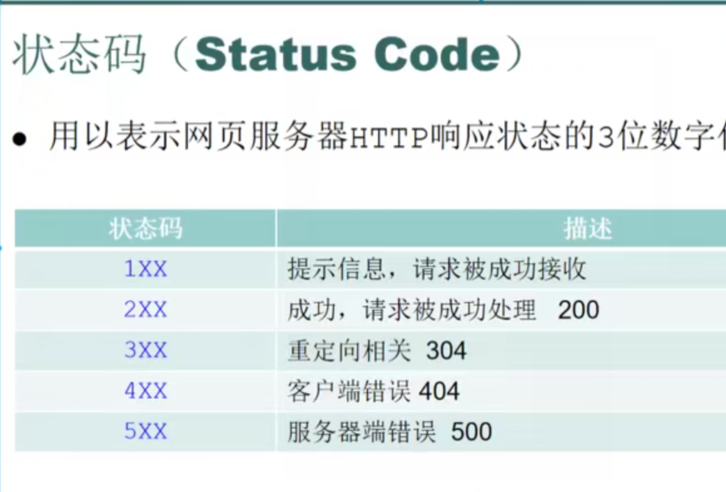 状态码（Status Code）
● 用以表示网页服务器HTTP响应状态的3位数字
状态码 描述
1XX 提示信息，请求被成功接收
2XX 成功，请求被成功处理 200
3XX 重定向相关 304
4XX 客户端错误 404
5XX 服务器端错误 500